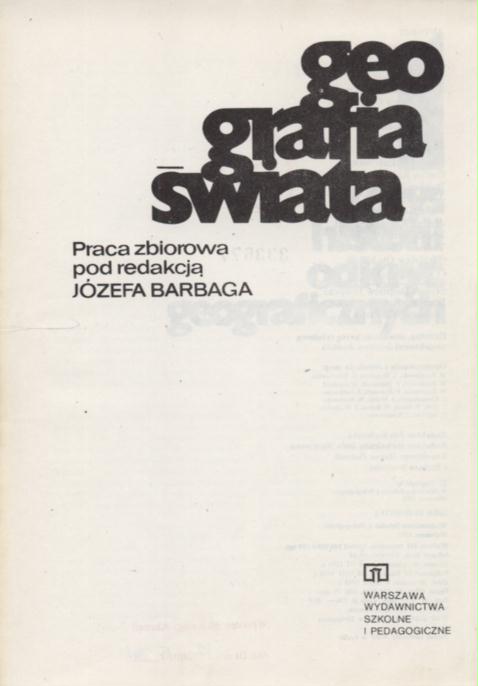 geo
grafia
świata
Praca zbiorowa
pod redakcją
JÓZEFA BARBAGA
WARSZAWA
WYDAWNICTWA
SZKOLNE
I PEDAGOGICZNE